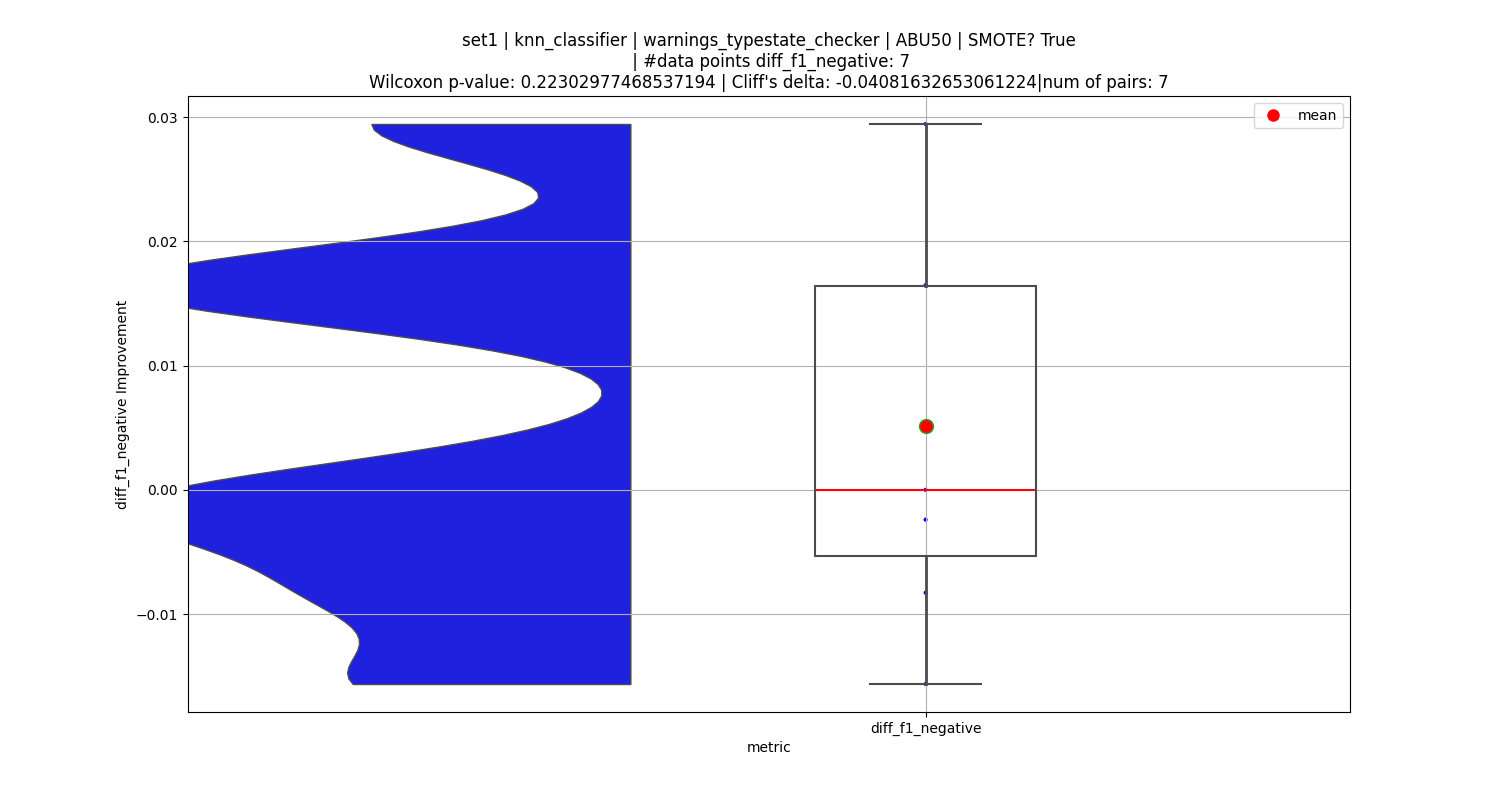 set1 | knn_classifier | warnings_typestate_checker | ABU50 | SMOTE? True
| #data points diff_f1_negative: 7
Wilcoxon p-value: 0.22302977468537194 | Cliff's delta: -0.04081632653061224|num of pairs: 7
mean
0.03
0.02
0.01
0.00
−0.01
diff_f1_negative Improvement
diff_f1_negative
metric